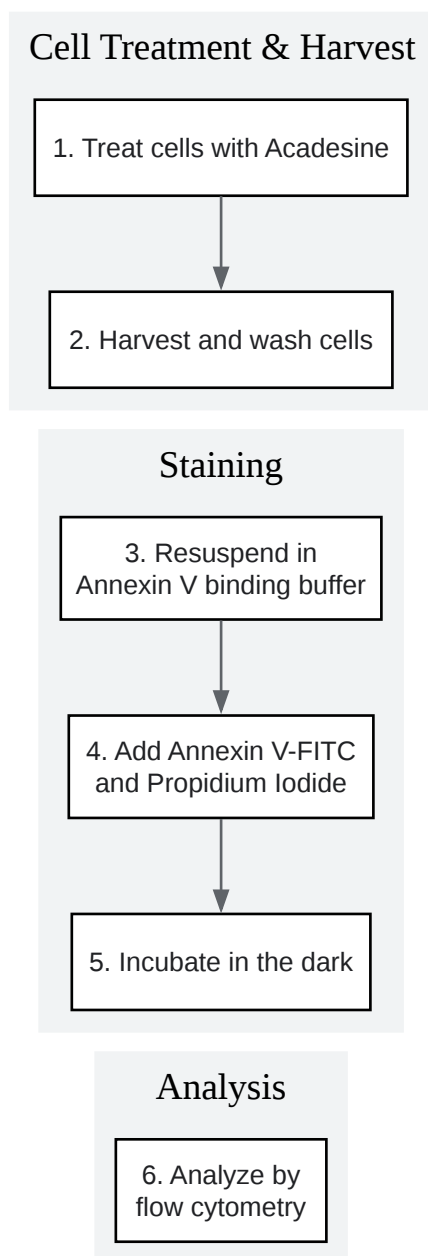 Cell Treatment & Harvest
1. Treat cells with Acadesine
2. Harvest and wash cells
Staining
3. Resuspend in
Annexin V binding buffer
4. Add Annexin V-FITC
and Propidium Iodide
5. Incubate in the dark
Analysis
6. Analyze by
flow cytometry